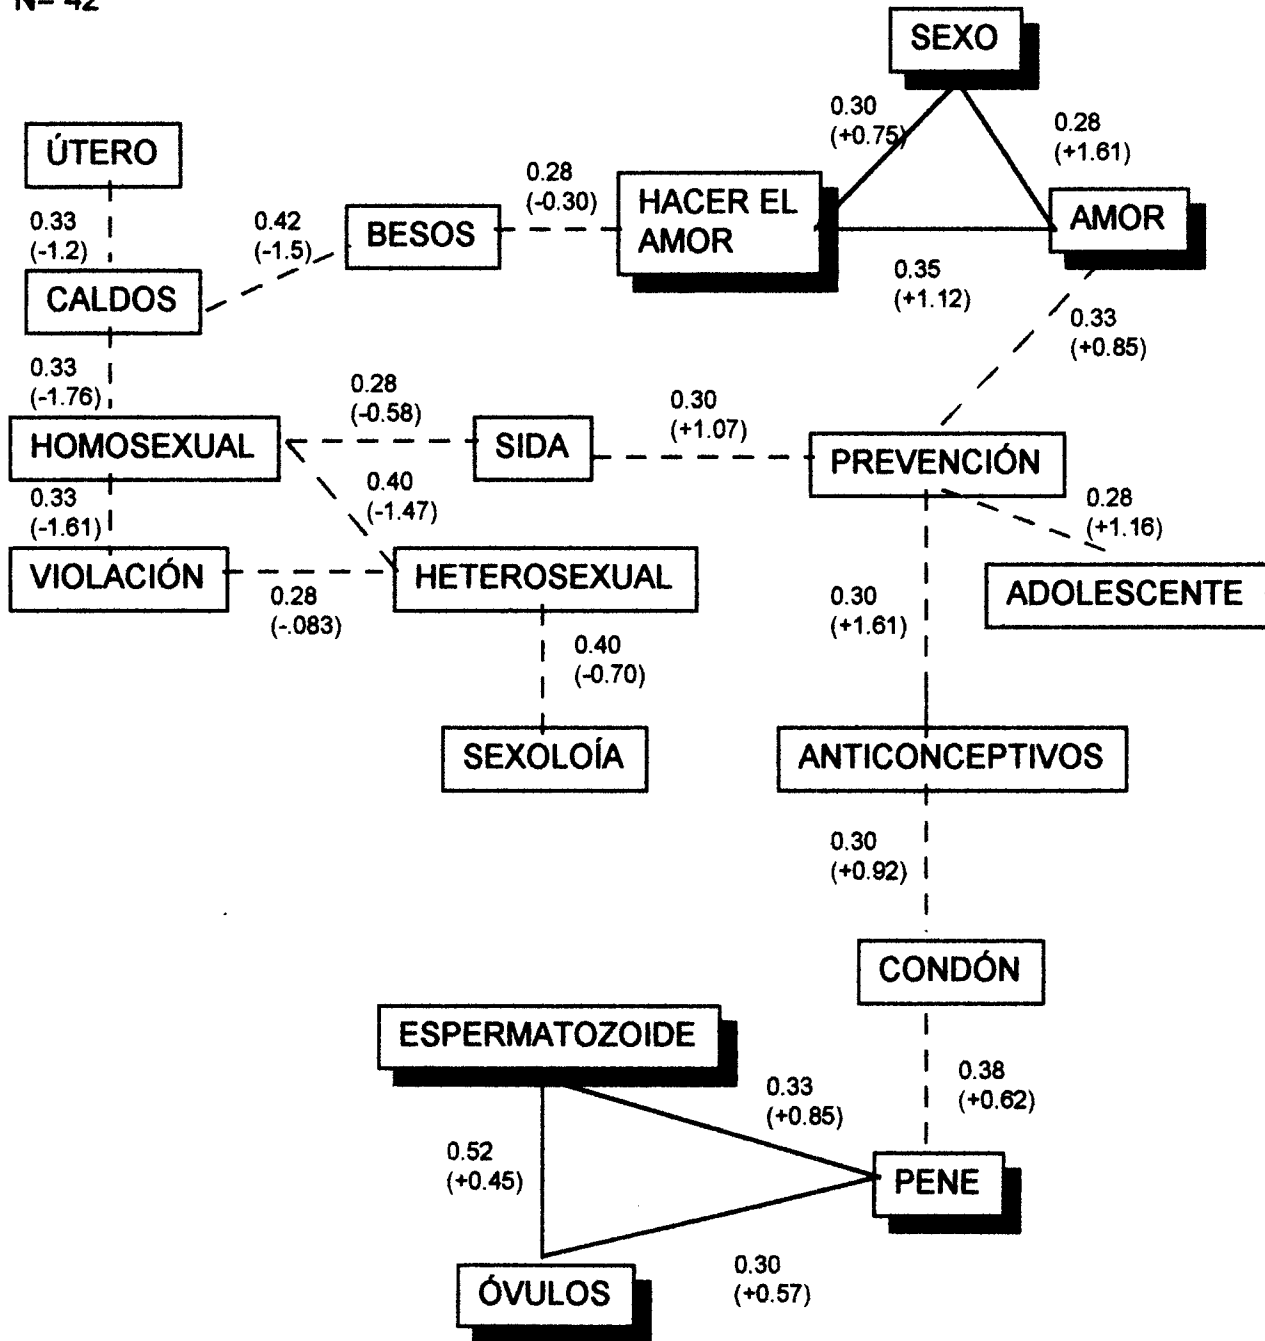 N= 42
SEXO
0.30
(+0.75)
0.28
(+1.61)
ÚTERO
0.33
(-1.2)
0.42
(-1.5)
BESOS
0.28
(-0.30)
HACER EL
AMOR
AMOR
0.35
(+1.12)
CALDOS
0.33
(+0.85)
0.33
(-1.76)
0.28
(-0.58)
0.30
(+1.07)
HOMOSEXUAL
SIDA
PREVENCIÓN
0.33
(-1.61)
0.40
(-1.47)
0.28
(+1.16)
VIOLACIÓN
0.28
(-.083)
HETEROSEXUAL
0.30
(+1.61)
ADOLESCENTE
0.40
(-0.70)
SEXOLOÍA
ANTICONCEPTIVOS
0.30
(+0.92)
CONDÓN
ESPERMATOZOIDE
0.33
(+0.85)
0.38
(+0.62)
0.52
(+0.45)
PENE
0.30
(+0.57)
ÓVULOS